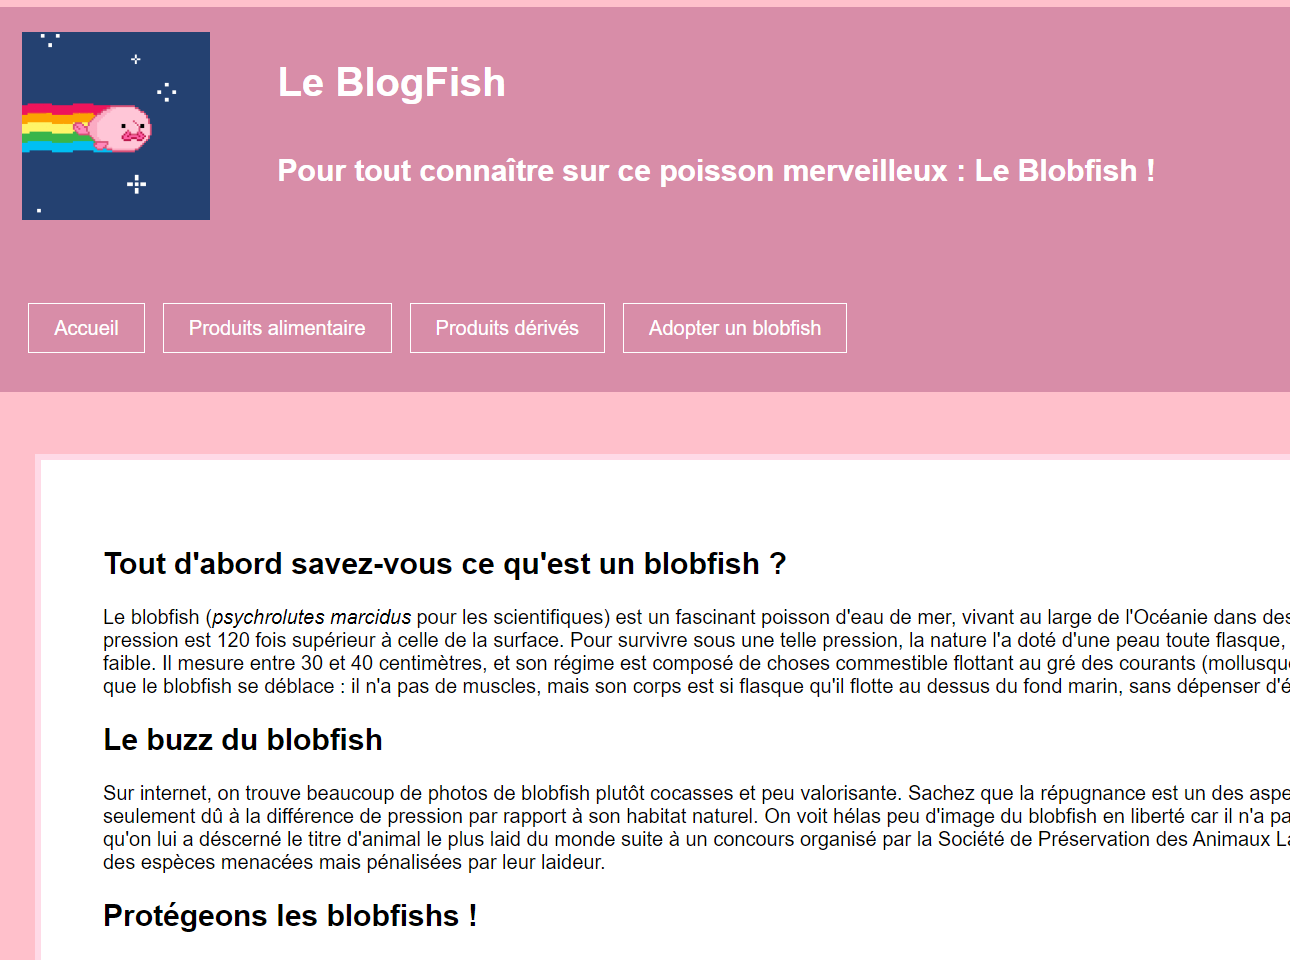 Le BlogFish
Pour tout connaître sur ce poisson merveilleux : Le Blobfish !
Accueil
Produits alimentaire
Produits dérivés
Adopter un blobfish
Tout d'abord savez-vous ce qu'est un blobfish ?
Le blobfish (psychrolutes marcidus pour les scientifiques) est un fascinant poisson d'eau de mer, vivant au large de l'Océanie dans des
pression est 120 fois supérieur à celle de la surface. Pour survivre sous une telle pression, la nature l'a doté d'une peau toute flasque,
faible. Il mesure entre 30 et 40 centimètres, et son régime est composé de choses commestible flottant au gré des courants (mollusqu
que le blobfish se déblace : il n'a pas de muscles, mais son corps est si flasque qu'il flotte au dessus du fond marin, sans dépenser d'é
Le buzz du blobfish
Sur internet, on trouve beaucoup de photos de blobfish plutôt cocasses et peu valorisante. Sachez que la répugnance est un des aspe
seulement dû à la différence de pression par rapport à son habitat naturel. On voit hélas peu d'image du blobfish en liberté car il n'a pa
qu'on lui a déscerné le titre d'animal le plus laid du monde suite à un concours organisé par la Société de Préservation des Animaux La
des espèces menacées mais pénalisées par leur laideur.
Protégeons les blobfishs !